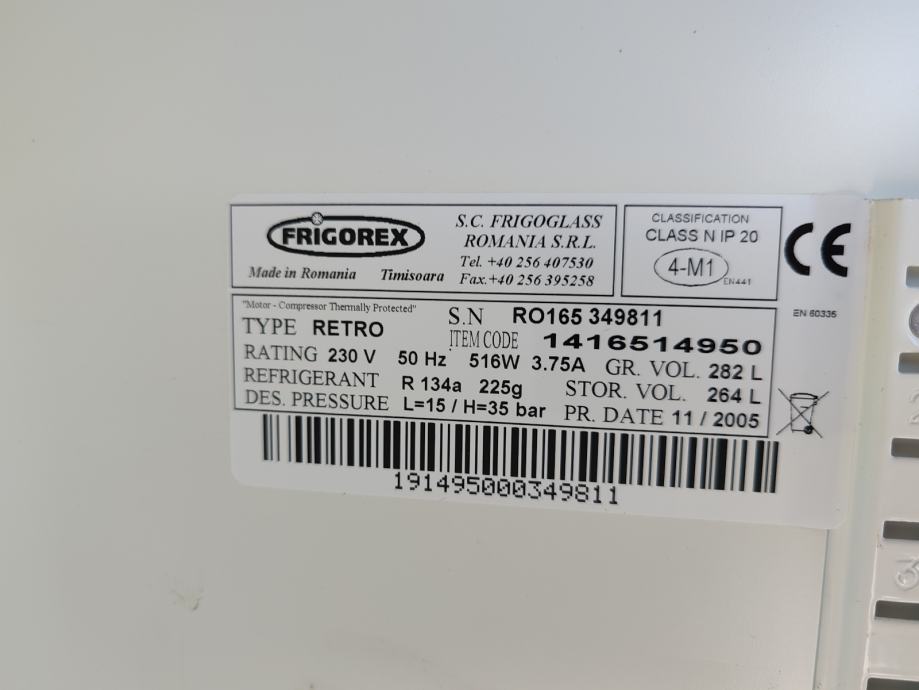 FRIGOREX
S.C. FRIGOGLASS
ROMANIA S.R.L.
Tel. +40 256 407530
Made in Romania Timisoara Fax.+40 256 395258
CLASSIFICATION
CLASS N IP 20
4-M1
EN441
CE
EN 60335
"Motor - Compressor Thermally Protected"
TYPE RETRO S.N RO165 349811
ITEM CODE 1416514950
RATING 230 V 50 Hz 516W 3.75A GR. VOL. 282 L
REFRIGERANT R 134a 225g STOR. VOL. 264 L
DES. PRESSURE L=15 / H=35 bar PR. DATE 11 / 2005
191495000349811
3